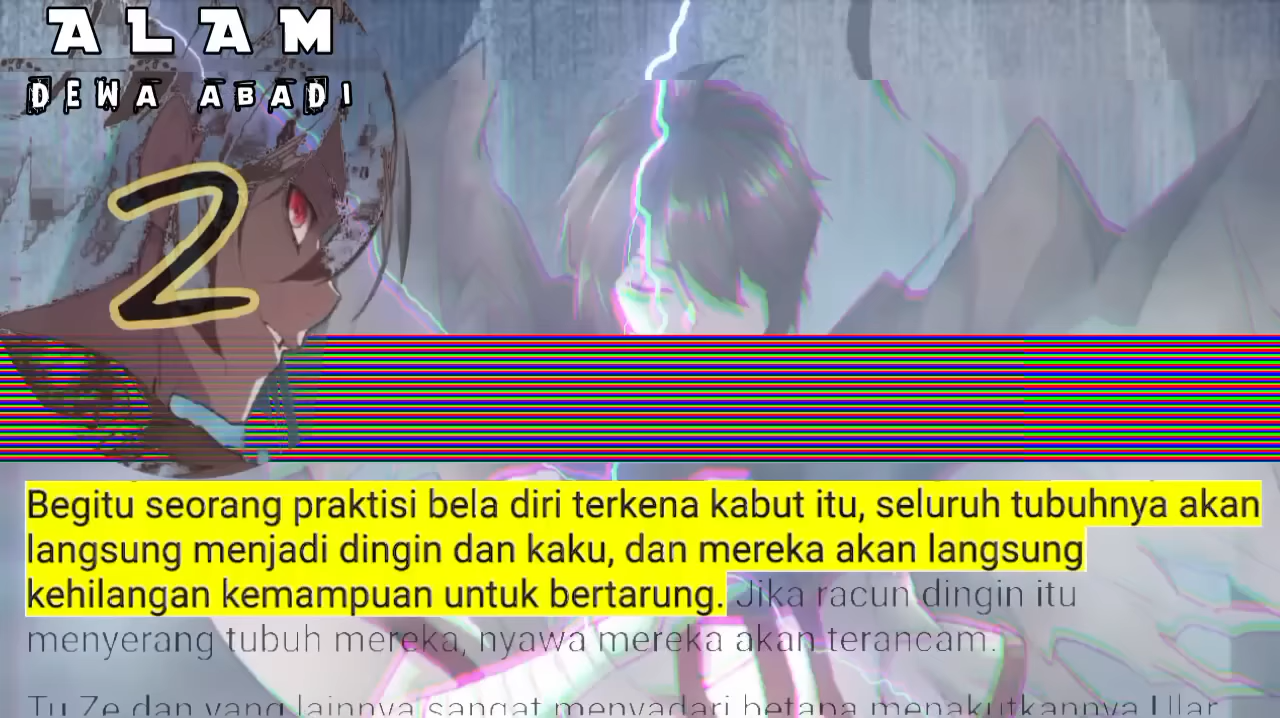 ALAM
DEWA ABADI
2
Begitu seorang praktisi bela diri terkena kabut itu, seluruh tubuhnya akan
langsung menjadi dingin dan kaku, dan mereka akan langsung
kehilangan kemampuan untuk bertarung. Jika racun dingin itu
menyerang tubuh mereka, nyawa mereka akan terancam.
Tu Ze dan yang lainnya sangat menyadari betapa menakutkannya Ular